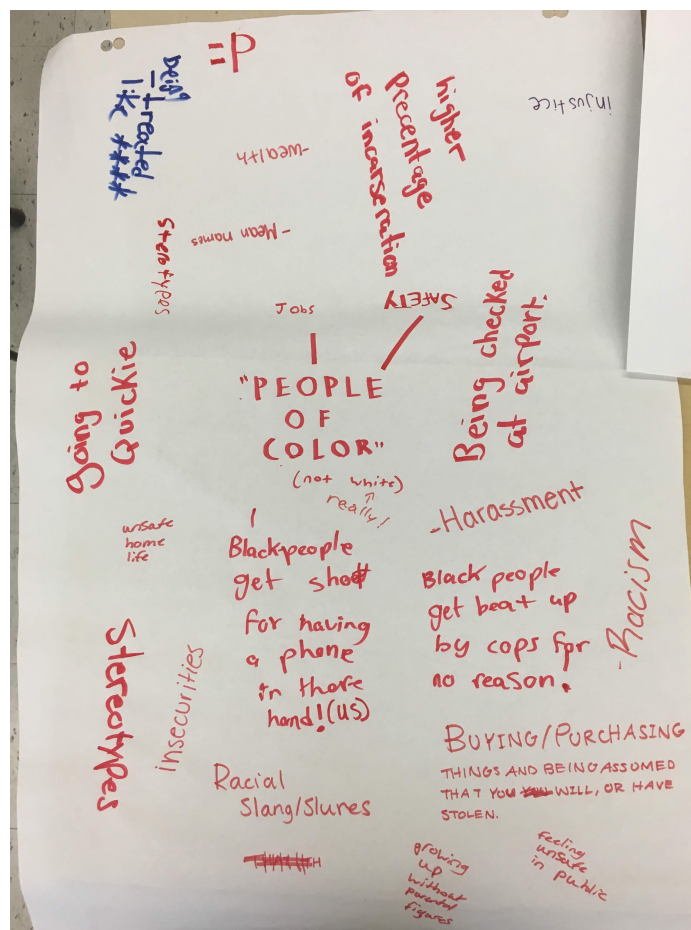 =P
being
treated
like ****
higher
precentage
of incarseration
injustice
-wealth
-Mean names
Stereotypes
Jobs
SAFETY
Being checked
at airport.
going to
Quickie
"PEOPLE
OF
COLOR"
(not white)
really!
-Harassment
unsafe
home
life
Black people
get shot
for having
a phone
in there
hand! (US)
Black people
get beat up
by cops for
no reason.
-Racism
Stereotypes
insecurities
BUYING/PURCHASING
THINGS AND BEING ASSUMED
THAT YOU WILL, OR HAVE
STOLEN.
Racial
Slang/Slures
growing
up
without
parental
figures
feeling
unsafe
in public